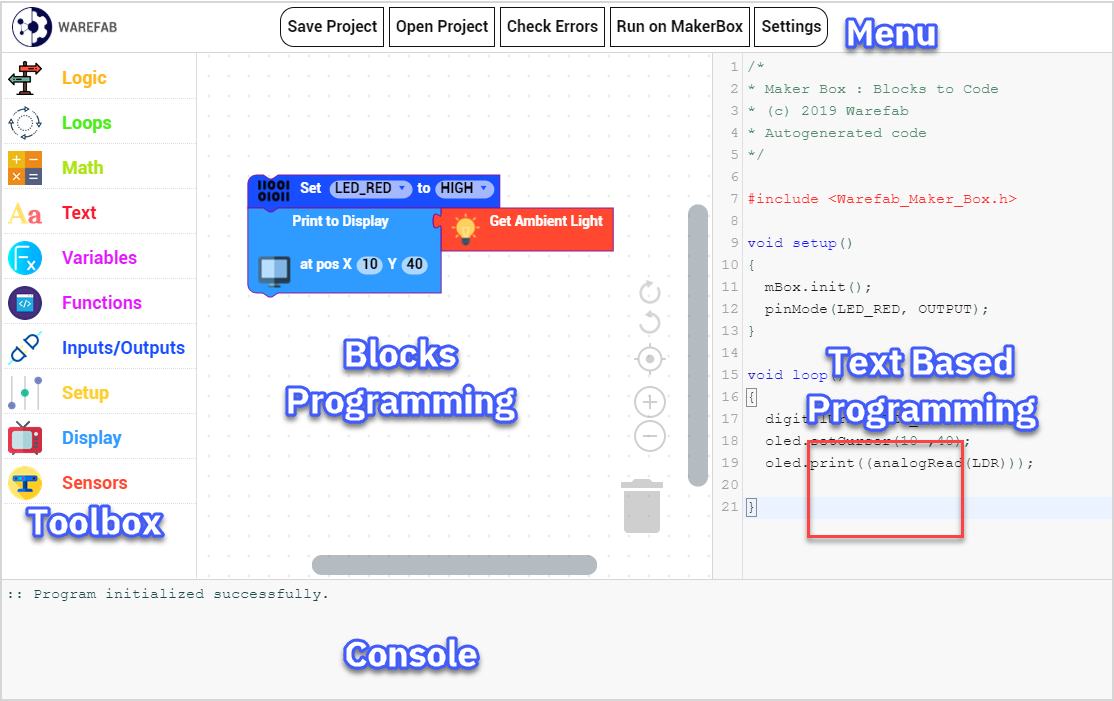 WAREFAB
Save Project
Open Project
Check Errors
Run on MakerBox
Settings
Menu
Logic
Loops
Math
Text
Variables
Functions
Inputs/Outputs
Setup
Display
Sensors
Toolbox
11001
01011
Set LED_RED to HIGH
Print to Display
Get Ambient Light
at pos X 10 Y 40
Blocks
Programming
1 /*
2 * Maker Box : Blocks to Code
3 * (c) 2019 Warefab
4 * Autogenerated code
5 */
6
7 #include <Warefab_Maker_Box.h>
8
9 void setup()
10 {
11 mBox.init();
12 pinMode(LED_RED, OUTPUT);
13 }
14
15 void loop()
16 {
17
18 oled.setCursor(10 ,40);
19 oled.print((analogRead(LDR)));
20
21 }
Text Based
Programming
:: Program initialized successfully.
Console